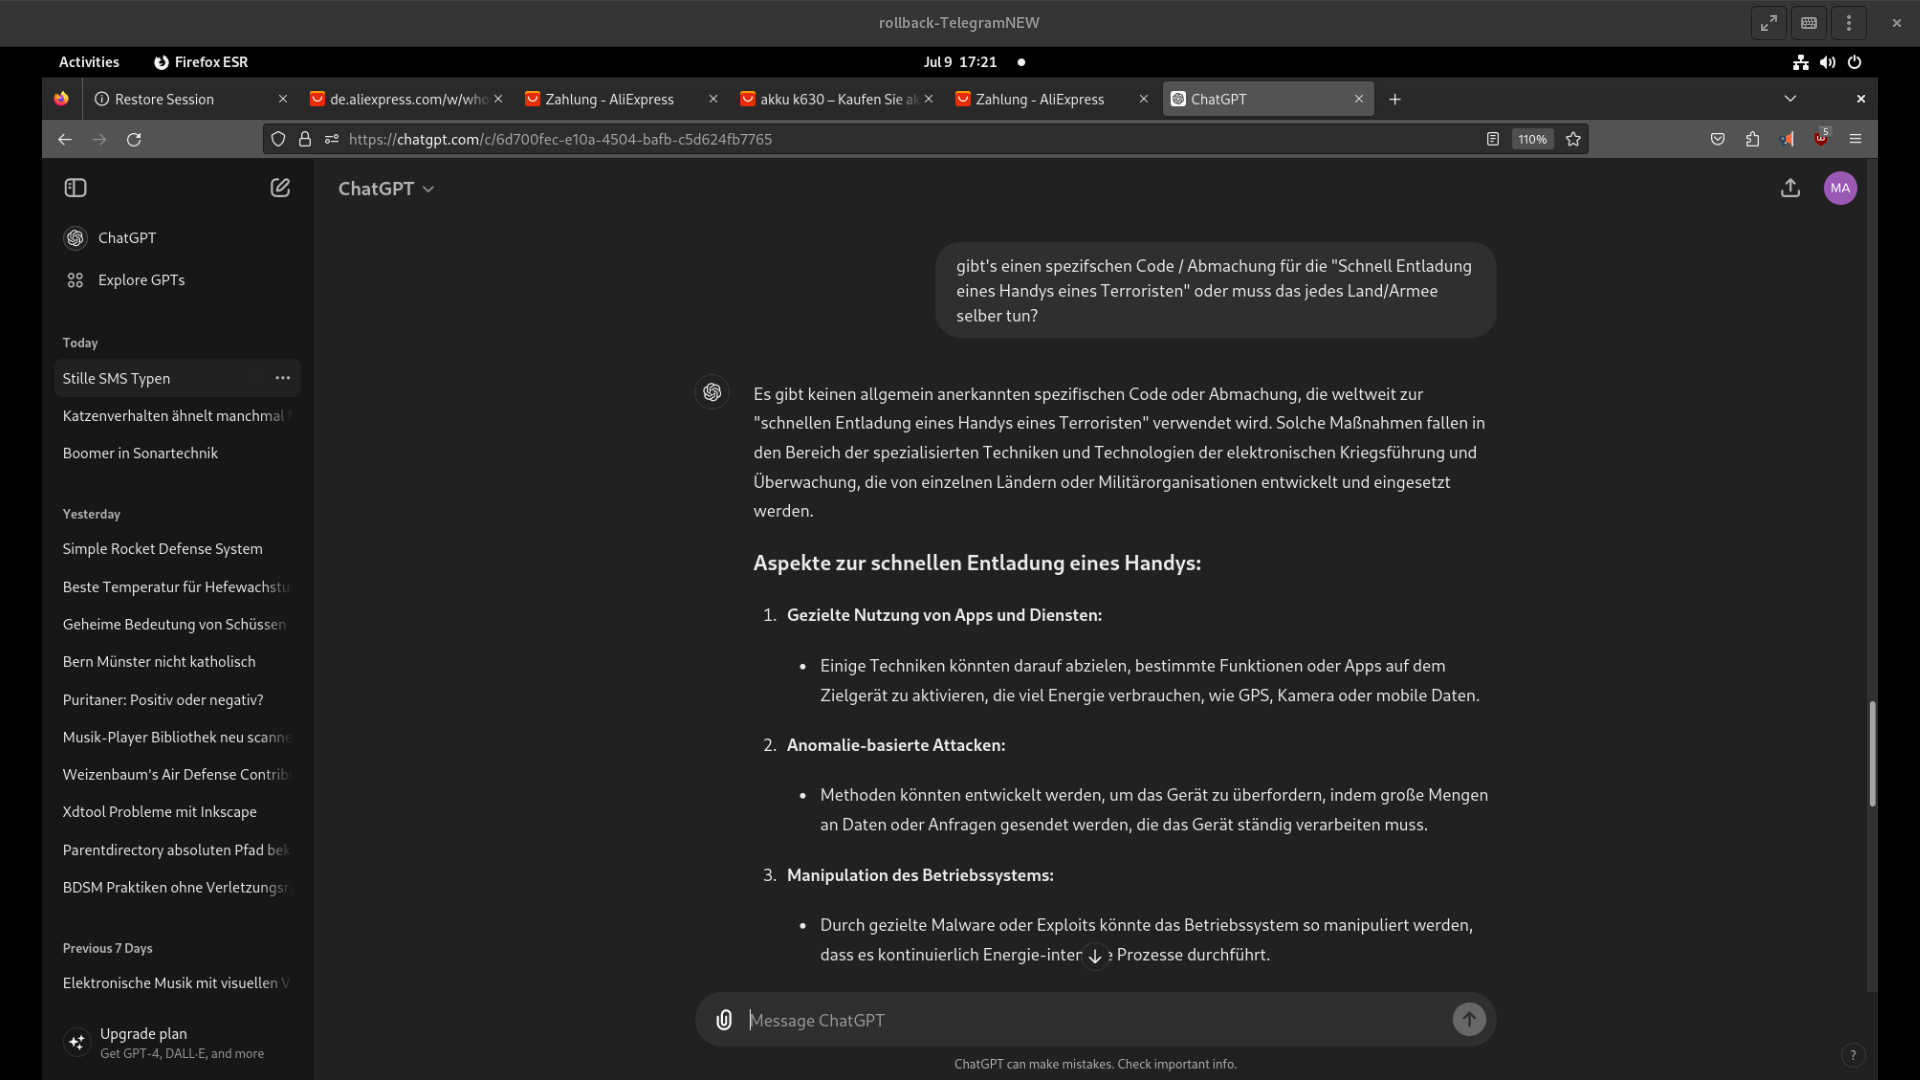 rollback-TelegramNEW
Activities
Firefox ESR
Jul 9 17:21
Restore Session
de.aliexpress.com/w/who
Zahlung - AliExpress
akku k630 – Kaufen Sie ak
Zahlung - AliExpress
ChatGPT
https://chatgpt.com/c/6d700fec-e10a-4504-bafb-c5d624fb7765
110%
5
ChatGPT
MA
ChatGPT
Explore GPTs
Today
Stille SMS Typen
Katzenverhalten ähnelt manchmal
Boomer in Sonartechnik
Yesterday
Simple Rocket Defense System
Beste Temperatur für Hefewachstu
Geheime Bedeutung von Schüssen
Bern Münster nicht katholisch
Puritaner: Positiv oder negativ?
Musik-Player Bibliothek neu scanne
Weizenbaum's Air Defense Contrib
Xdtool Probleme mit Inkscape
Parentdirectory absoluten Pfad bek
BDSM Praktiken ohne Verletzungsri
Previous 7 Days
Elektronische Musik mit visuellen V
Upgrade plan
Get GPT-4, DALL·E, and more
gibt's einen spezifschen Code / Abmachung für die "Schnell Entladung
eines Handys eines Terroristen" oder muss das jedes Land/Armee
selber tun?
Es gibt keinen allgemein anerkannten spezifischen Code oder Abmachung, die weltweit zur
"schnellen Entladung eines Handys eines Terroristen" verwendet wird. Solche Maßnahmen fallen in
den Bereich der spezialisierten Techniken und Technologien der elektronischen Kriegsführung und
Überwachung, die von einzelnen Ländern oder Militärorganisationen entwickelt und eingesetzt
werden.
Aspekte zur schnellen Entladung eines Handys:
1. Gezielte Nutzung von Apps und Diensten:
• Einige Techniken könnten darauf abzielen, bestimmte Funktionen oder Apps auf dem
Zielgerät zu aktivieren, die viel Energie verbrauchen, wie GPS, Kamera oder mobile Daten.
2. Anomalie-basierte Attacken:
• Methoden könnten entwickelt werden, um das Gerät zu überfordern, indem große Mengen
an Daten oder Anfragen gesendet werden, die das Gerät ständig verarbeiten muss.
3. Manipulation des Betriebssystems:
• Durch gezielte Malware oder Exploits könnte das Betriebssystem so manipuliert werden,
dass es kontinuierlich Energie-inten e Prozesse durchführt.
Message ChatGPT
ChatGPT can make mistakes. Check important info.
?